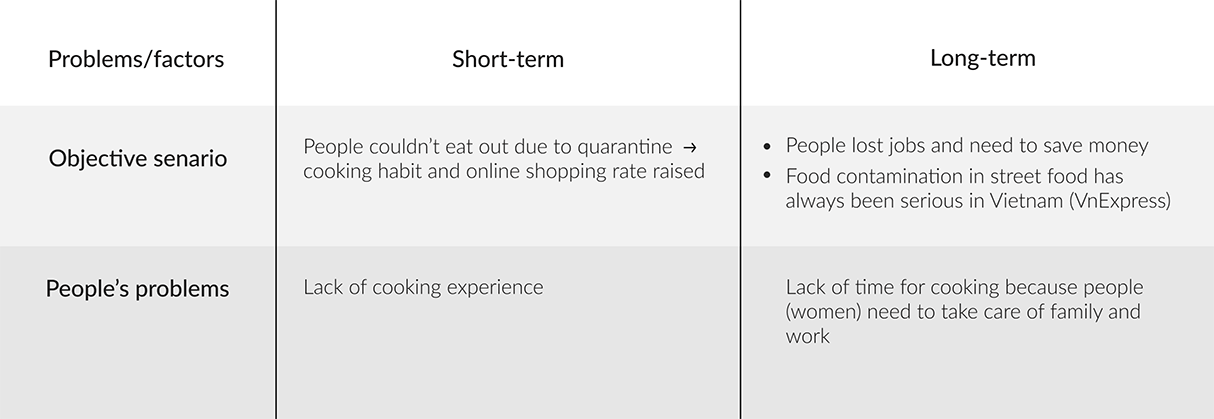 Problems/factors
Short-term
Long-term
Objective senario
People couldn’t eat out due to quarantine →
cooking habit and online shopping rate raised
• People lost jobs and need to save money
• Food contamination in street food has
always been serious in Vietnam (VnExpress)
People’s problems
Lack of cooking experience
Lack of time for cooking because people
(women) need to take care of family and
work